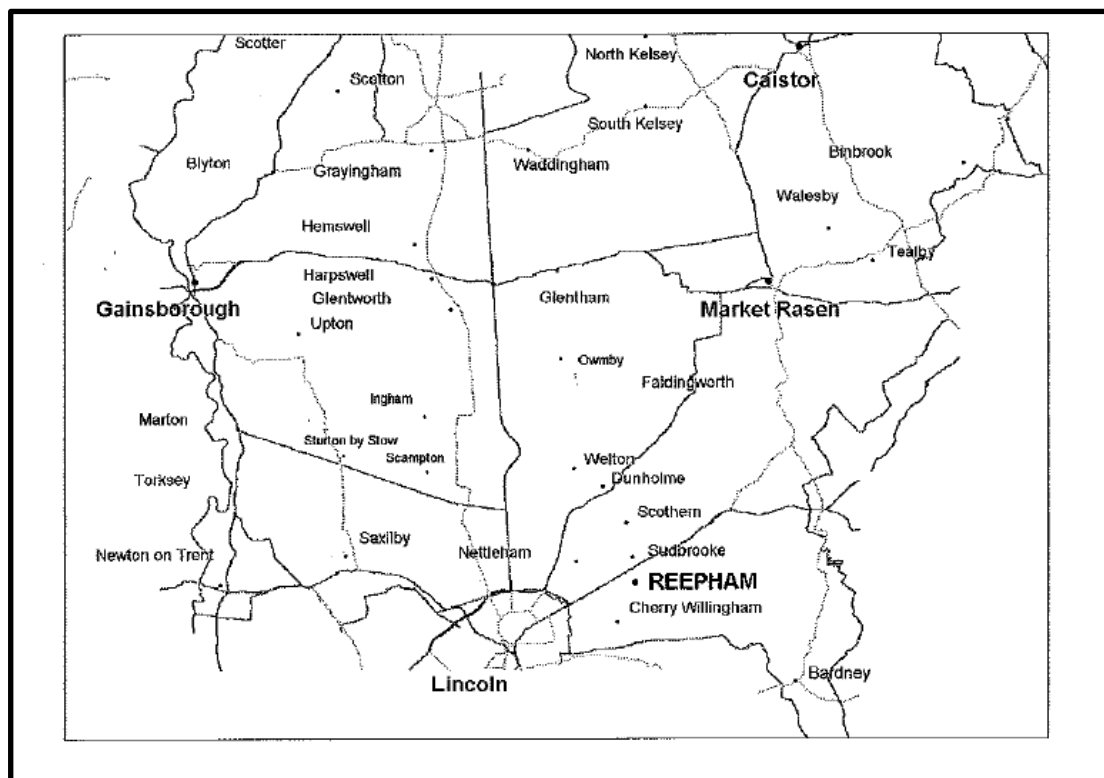 Scotter
North Kelsey
Scotton
Caistor
South Kelsey
Blyton
Grayingham
Waddingham
Binbrook
Walesby
Hemswell
Tealby
Harpswell
Glentworth
Glentham
Gainsborough
Market Rasen
Upton
Owmby
Faldingworth
Ingham
Marton
Sturton by Stow
Scampton
Welton
Torksey
Dunholme
Scothern
Saxilby
Nettleham
Sudbrooke
Newton on Trent
REEPHAM
Cherry Willingham
Bardney
Lincoln